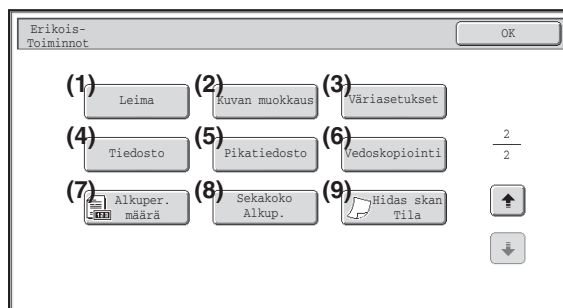 Erikois-
Toiminnot
OK
(1) Leima
(2) Kuvan muokkaus
(3) Väriasetukset
(4) Tiedosto
(5) Pikatiedosto
(6) Vedoskopiointi
2
2
(7) Alkuper.
määrä
(8) Sekakoko
Alkup.
(9) Hidas skan
Tila
123